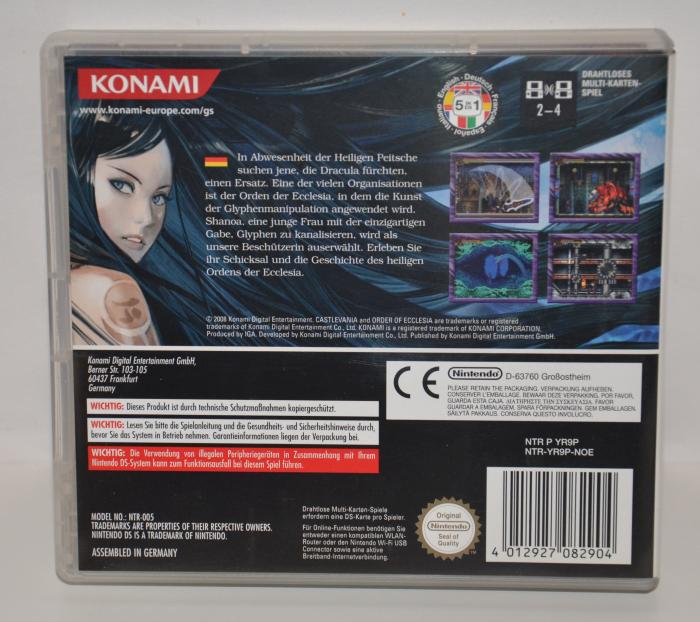 KONAMI
www.konami-europe.com/gs
English · Deutsch · Français · Español · Italiano
5 IN 1
DRAHTLOSES
MULTI-KARTEN-
SPIEL
2-4
In Abwesenheit der Heiligen Peitsche
suchen jene, die Dracula fürchten,
einen Ersatz. Eine der vielen Organisationen
ist der Orden der Ecclesia, in dem die Kunst
der Glyphenmanipulation angewendet wird.
Shanoa, eine junge Frau mit der einzigartigen
Gabe, Glyphen zu kanalisieren, wird als
unsere Beschützerin auserwählt. Erleben Sie
ihr Schicksal und die Geschichte des heiligen
Ordens der Ecclesia.
© 2008 Konami Digital Entertainment. CASTLEVANIA and ORDER OF ECCLESIA are trademarks or registered
trademarks of Konami Digital Entertainment Co., Ltd. KONAMI is a registered trademark of KONAMI CORPORATION.
Produced by IGA. Developed by Konami Digital Entertainment Co., Ltd. Published by Konami Digital Entertainment GmbH.
Konami Digital Entertainment GmbH,
Berner Str. 103-105
60437 Frankfurt
Germany
CE
Nintendo
D-63760 Großostheim
PLEASE RETAIN THE PACKAGING. VERPACKUNG AUFHEBEN.
CONSERVER L'EMBALLAGE. BEWAAR DEZE VERPAKKING. POR FAVOR,
GUARDA ESTA CAJA. ΔΙΑΤΗΡΗΣΤΕ ΤΗΝ ΣΥΣΚΕΥΑΣΙΑ. FAVOR
GUARDAR A EMBALAGEM. SPARA FÖRPACKNINGEN. GEM EMBALLAGEN.
SÄILYTÄ PAKKAUS. CONSERVA QUESTO INVOLUCRO.
WICHTIG: Dieses Produkt ist durch technische Schutzmaßnahmen kopiergeschützt.
WICHTIG: Lesen Sie bitte die Spielanleitung und die Gesundheits- und Sicherheitshinweise durch,
bevor Sie das System in Betrieb nehmen. Garantieinformationen liegen der Verpackung bei.
WICHTIG: Die Verwendung von illegalen Peripheriegeräten in Zusammenhang mit Ihrem
Nintendo DS-System kann zum Funktionsausfall bei diesem Spiel führen.
NTR P YR9P
NTR-YR9P-NOE
MODEL NO.: NTR-005
TRADEMARKS ARE PROPERTIES OF THEIR RESPECTIVE OWNERS.
NINTENDO DS IS A TRADEMARK OF NINTENDO.
ASSEMBLED IN GERMANY
Drahtlose Multi-Karten-Spiele
erfordern eine DS-Karte pro Spieler.
Für Online-Funktionen benötigen Sie
entweder einen kompatiblen WLAN-
Router oder den Nintendo Wi-Fi USB
Connector sowie eine aktive
Breitband-Internetverbindung.
Original
Nintendo
Seal of
Quality
TM
4 012927 082904